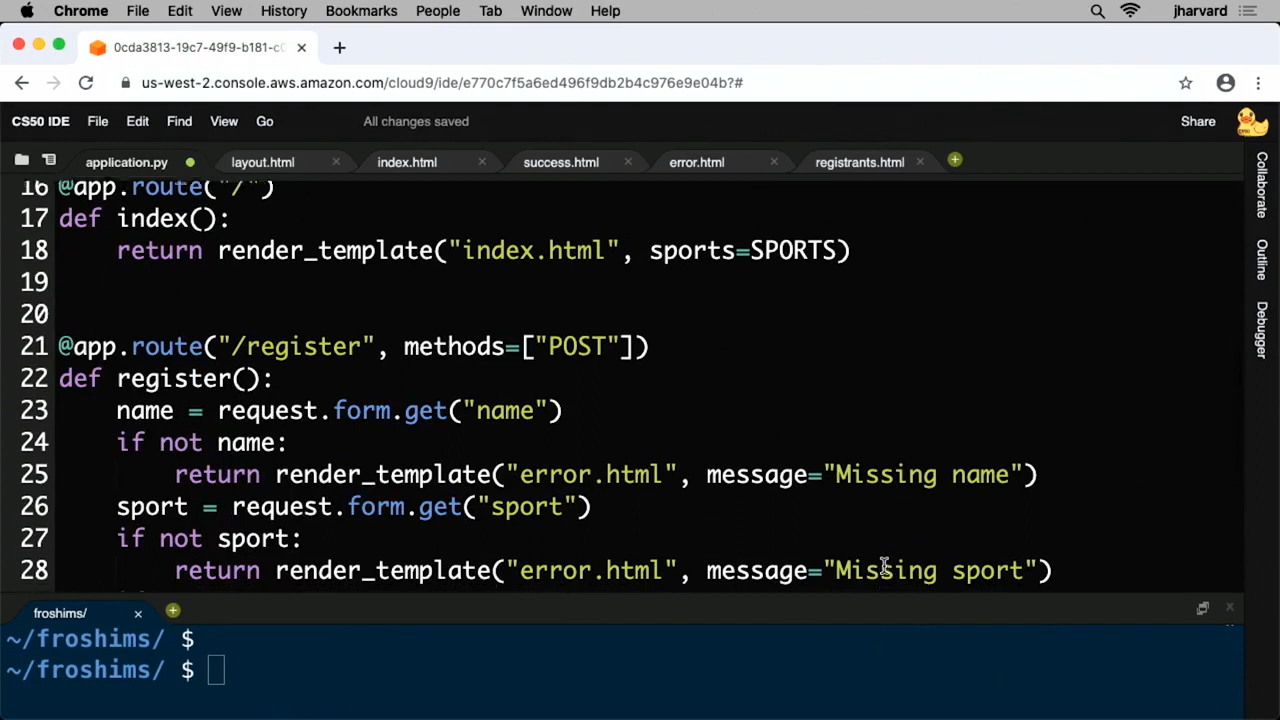 Chrome File Edit View History Bookmarks People Tab Window Help jharvard
0cda3813-19c7-49f9-b181-c
us-west-2.console.aws.amazon.com/cloud9/ide/e770c7f5a6ed496f9db2b4c976e9e04b?#
CS50 IDE File Edit Find View Go All changes saved Share
application.py layout.html index.html success.html error.html registrants.html
16 @app.route("/")
17 def index():
18     return render_template("index.html", sports=SPORTS)
19
20
21 @app.route("/register", methods=["POST"])
22 def register():
23     name = request.form.get("name")
24     if not name:
25         return render_template("error.html", message="Missing name")
26     sport = request.form.get("sport")
27     if not sport:
28         return render_template("error.html", message="Missing sport")
Collaborate
Outline
Debugger
froshims/
~/froshims/ $
~/froshims/ $